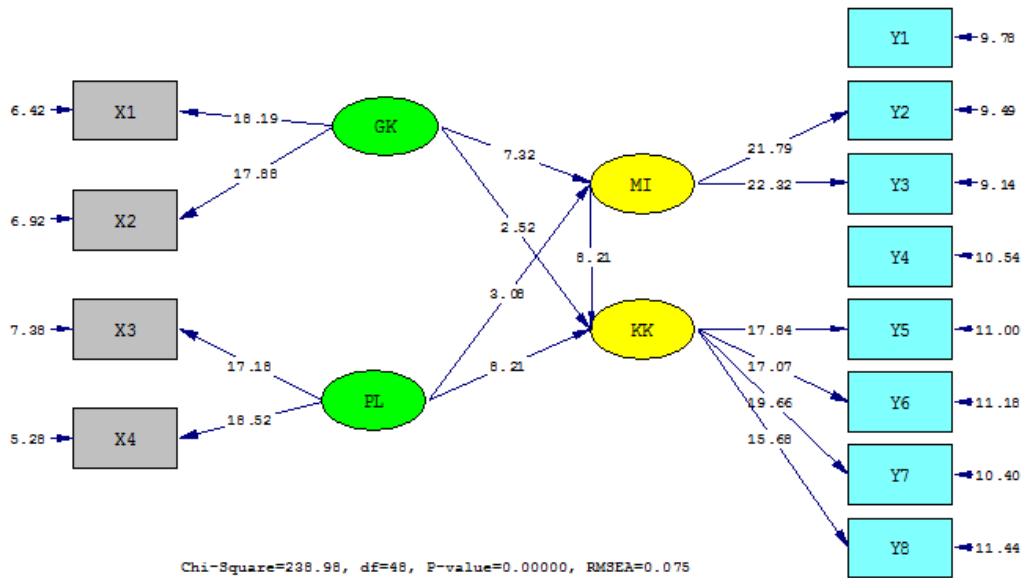 Y1
9.78
6.42
X1
18.19
GK
Y2
9.49
17.88
7.32
21.79
MI
22.32
Y3
9.14
6.92
X2
2.52
8.21
Y4
10.54
3.08
7.38
X3
KK
17.84
Y5
11.00
17.18
8.21
17.07
PL
19.66
Y6
11.18
18.52
5.28
X4
15.68
Y7
10.40
Y8
11.44
Chi-Square=238.98, df=48, P-value=0.00000, RMSEA=0.075